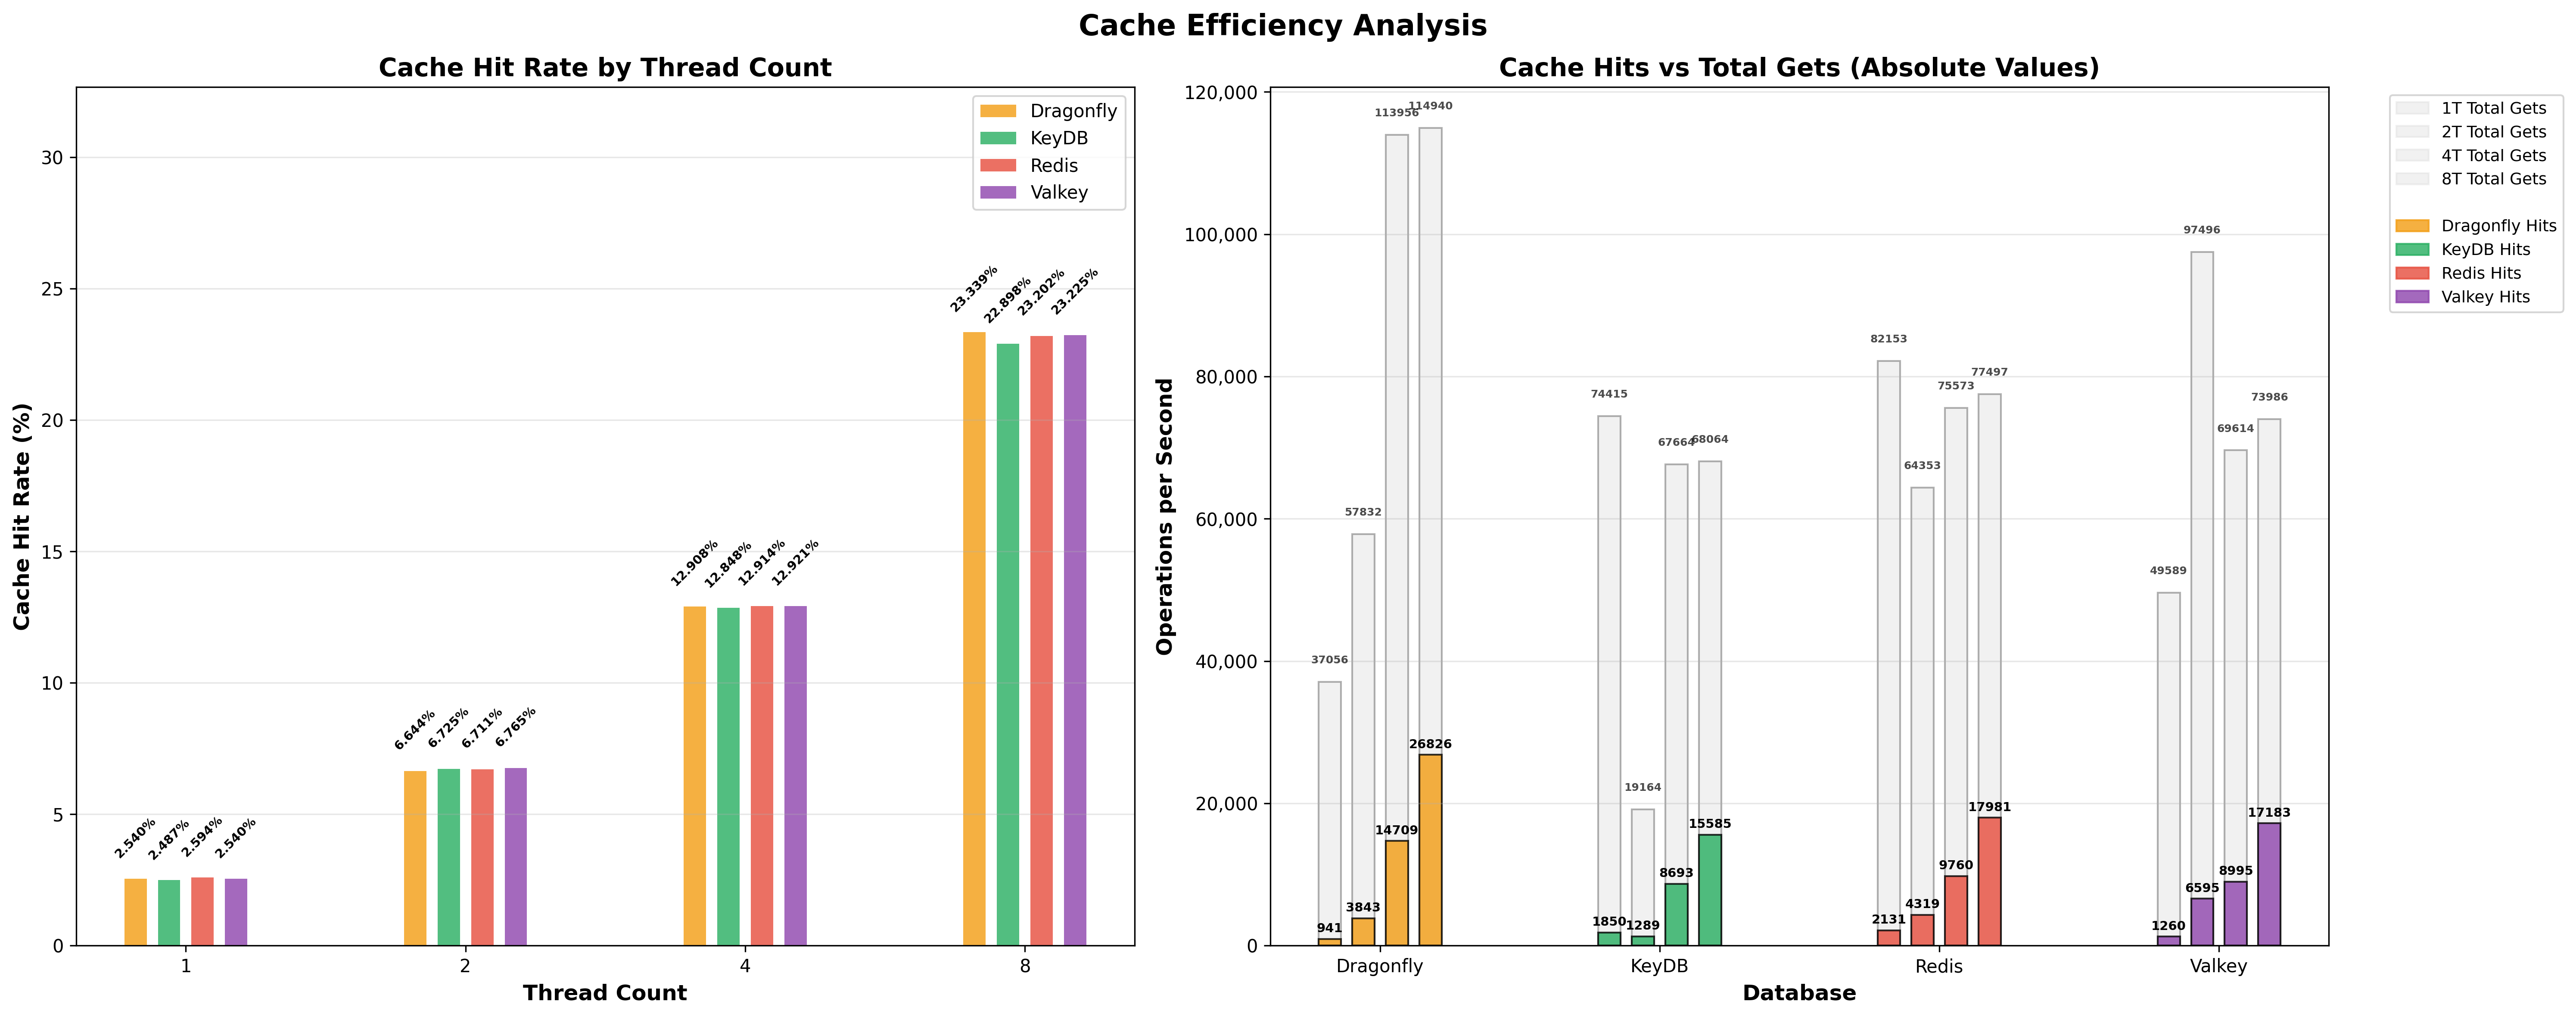 Cache Efficiency Analysis
Cache Hit Rate by Thread Count
Cache Hit Rate (%)
30
25
20
15
10
5
0
Dragonfly
KeyDB
Redis
Valkey
2.540%
2.487%
2.594%
2.540%
6.644%
6.725%
6.711%
6.765%
12.908%
12.848%
12.914%
12.921%
23.339%
22.898%
23.202%
23.225%
1
2
4
8
Thread Count
Cache Hits vs Total Gets (Absolute Values)
Operations per Second
120,000
100,000
80,000
60,000
40,000
20,000
0
37056
57832
113956
114940
941
3843
14709
26826
74415
19164
67664
68064
1850
1289
8693
15585
82153
64353
75573
77497
2131
4319
9760
17981
49589
97496
69614
73986
1260
6595
8995
17183
Dragonfly
KeyDB
Redis
Valkey
Database
1T Total Gets
2T Total Gets
4T Total Gets
8T Total Gets
Dragonfly Hits
KeyDB Hits
Redis Hits
Valkey Hits